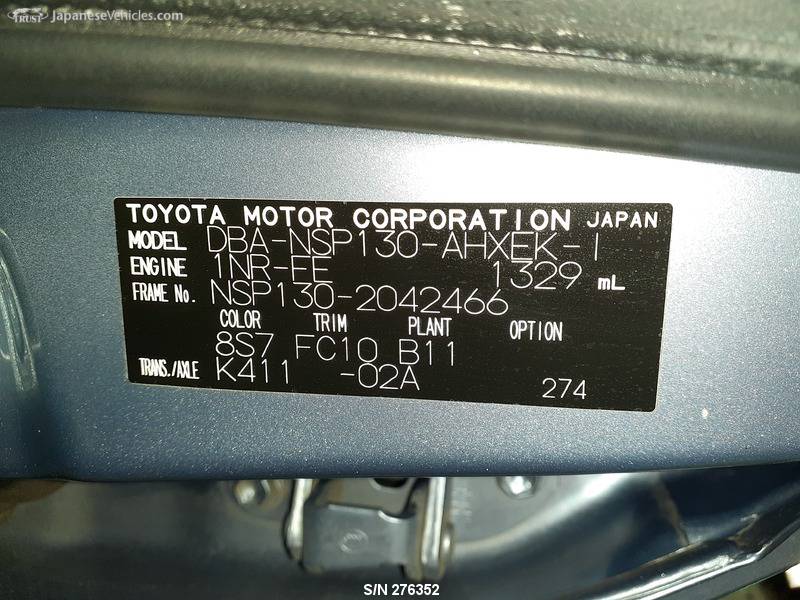 TRUST JapaneseVehicles.com
TOYOTA MOTOR CORPORATION JAPAN
MODEL DBA-NSP130-AHXEK-I
ENGINE 1NR-FE 1329 mL
FRAME No. NSP130-2042466
COLOR TRIM PLANT OPTION
8S7 FC10 B11
TRANS./AXLE K411 -02A 274
S/N 276352